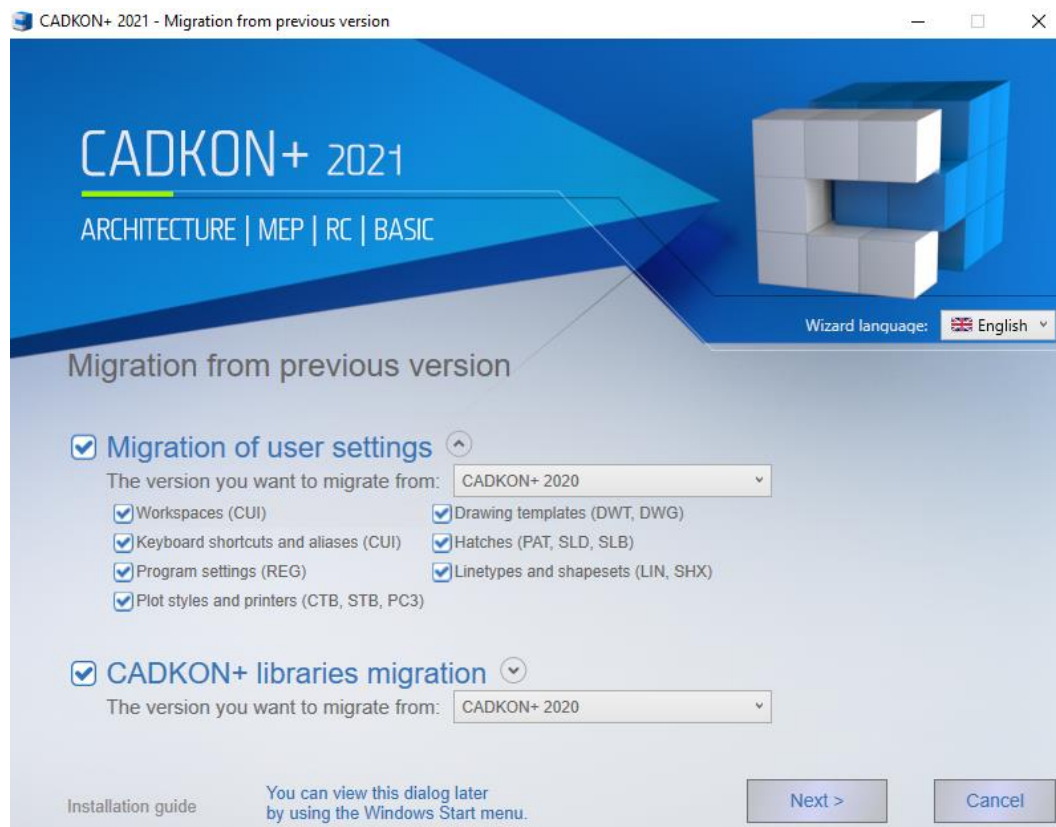 CADKON+ 2021 - Migration from previous version
CADKON+ 2021
ARCHITECTURE | MEP | RC | BASIC
Wizard language:
English
Migration from previous version
Migration of user settings
The version you want to migrate from:
CADKON+ 2020
Workspaces (CUI)
Drawing templates (DWT, DWG)
Keyboard shortcuts and aliases (CUI)
Hatches (PAT, SLD, SLB)
Program settings (REG)
Linetypes and shapesets (LIN, SHX)
Plot styles and printers (CTB, STB, PC3)
CADKON+ libraries migration
The version you want to migrate from:
CADKON+ 2020
Installation guide
You can view this dialog later
by using the Windows Start menu.
Next >
Cancel